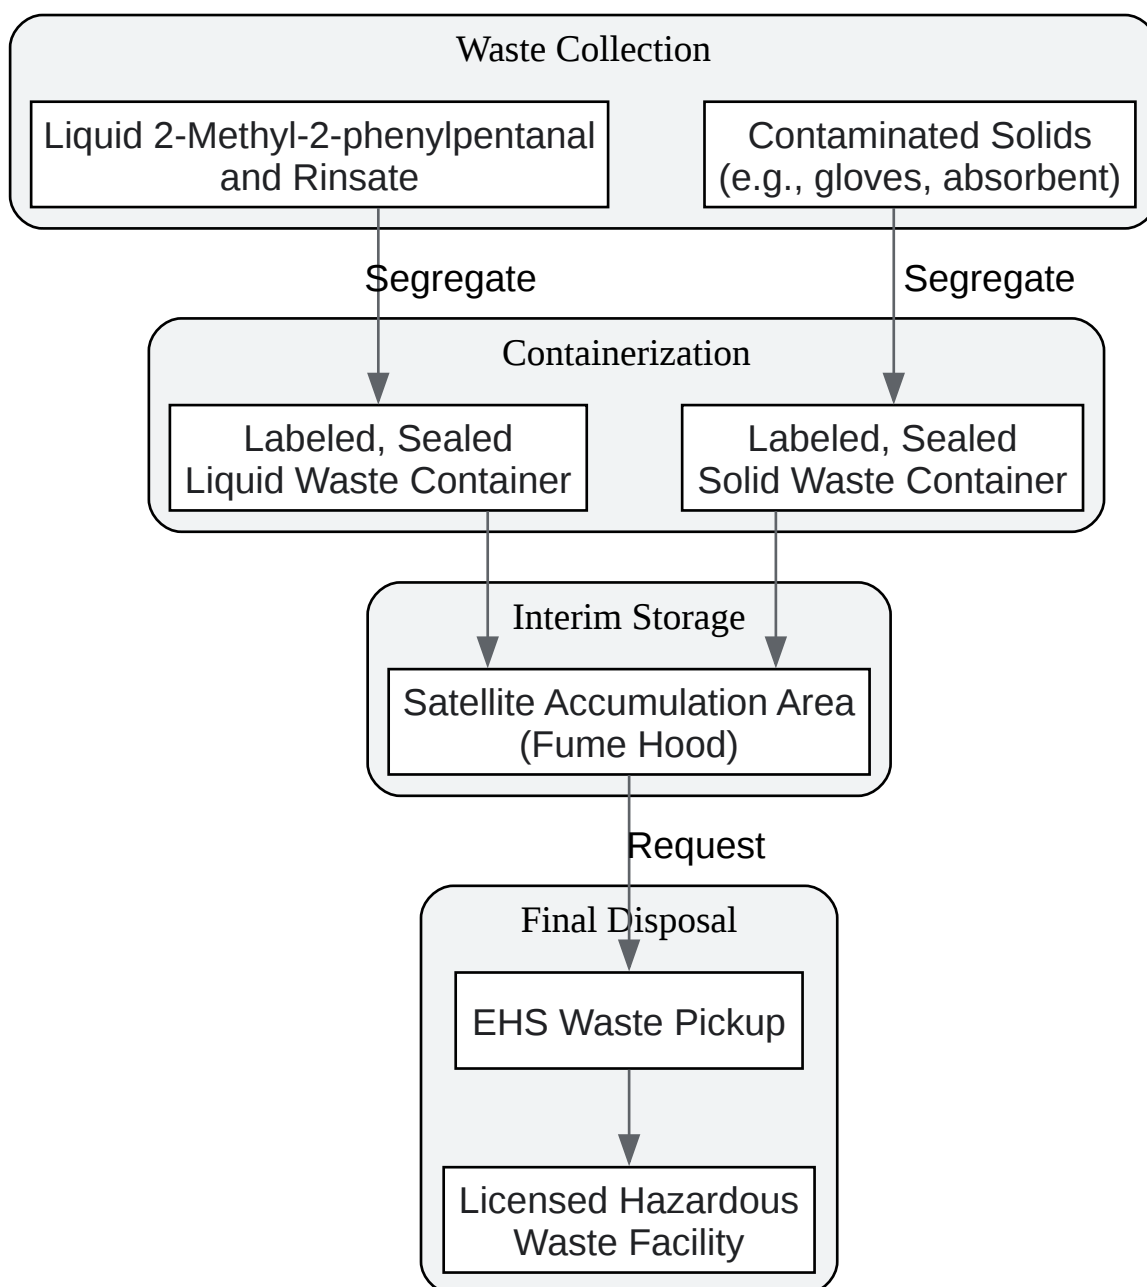 Waste Collection
Liquid 2-Methyl-2-phenylpentanal
and Rinsate
Contaminated Solids
(e.g., gloves, absorbent)
Segregate
Segregate
Containerization
Labeled, Sealed
Liquid Waste Container
Labeled, Sealed
Solid Waste Container
Interim Storage
Satellite Accumulation Area
(Fume Hood)
Request
Final Disposal
EHS Waste Pickup
Licensed Hazardous
Waste Facility